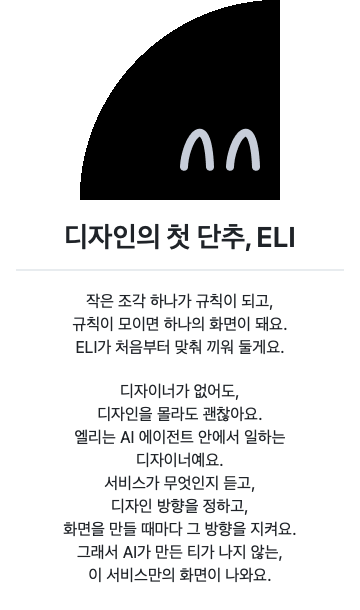 디자인의 첫 단추, ELI
작은 조각 하나가 규칙이 되고,
규칙이 모이면 하나의 화면이 돼요.
ELI가 처음부터 맞춰 끼워 둘게요.
디자이너가 없어도,
디자인을 몰라도 괜찮아요.
엘리는 AI 에이전트 안에서 일하는
디자이너예요.
서비스가 무엇인지 듣고,
디자인 방향을 정하고,
화면을 만들 때마다 그 방향을 지켜요.
그래서 AI가 만든 티가 나지 않는,
이 서비스만의 화면이 나와요.